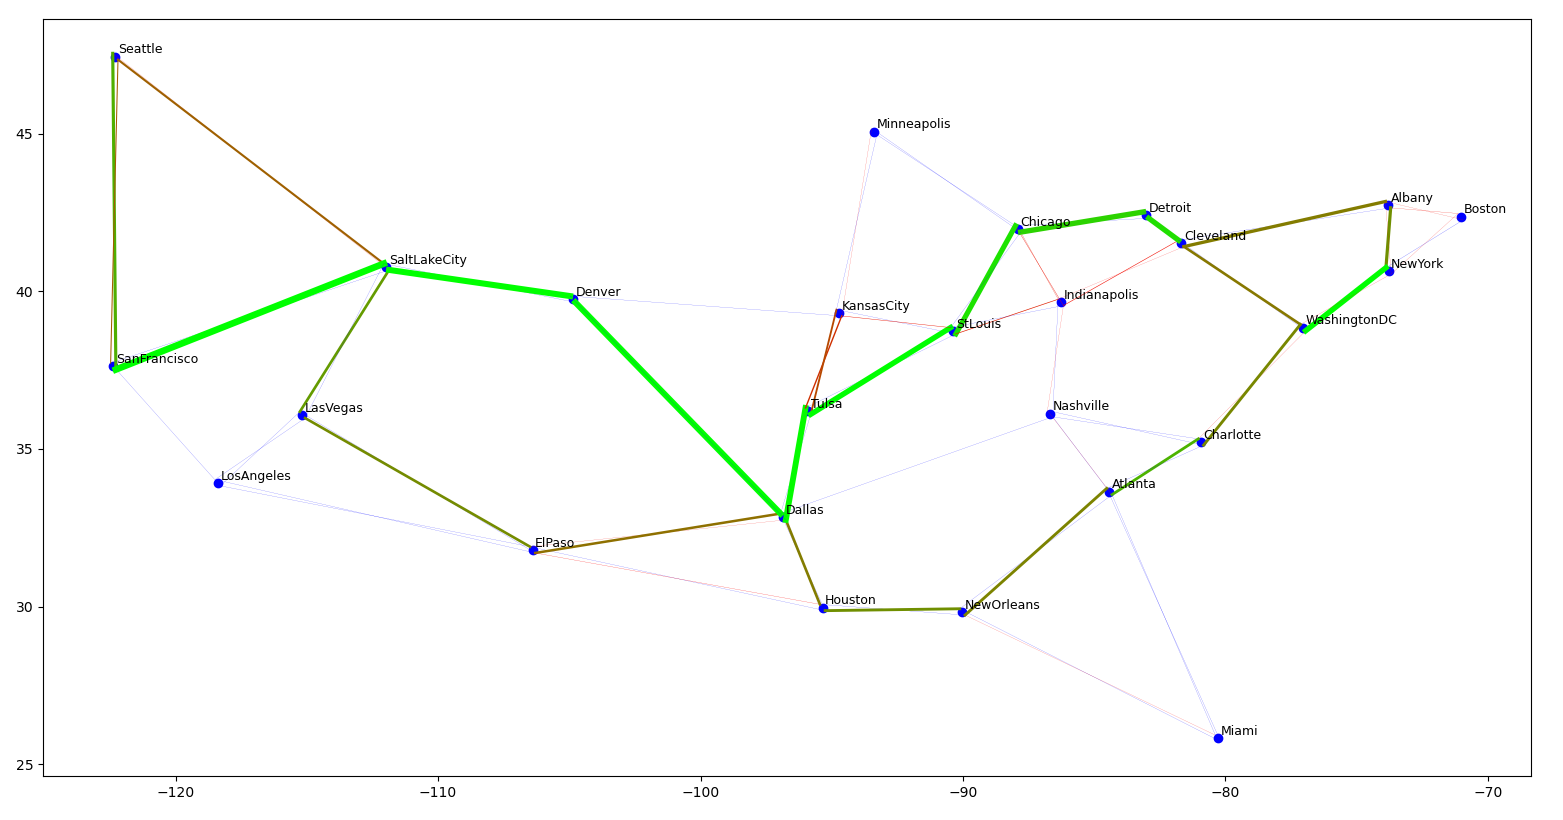 Seattle
45
Minneapolis
Albany
Boston
Detroit
Chicago
Cleveland
SaltLakeCity
NewYork
40
Denver
Indianapolis
KansasCity
WashingtonDC
StLouis
SanFrancisco
Tulsa
Nashville
LasVegas
Charlotte
35
LosAngeles
Atlanta
Dallas
ElPaso
Houston
NewOrleans
30
Miami
25
−120
−110
−100
−90
−80
−70